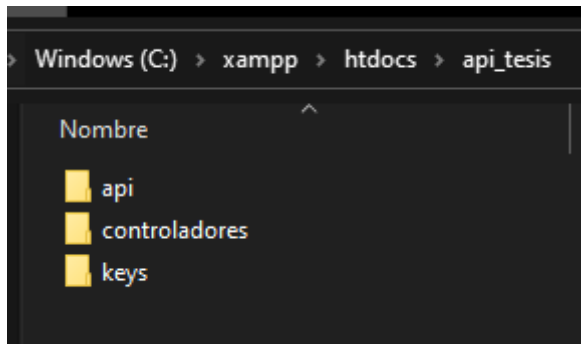 Windows (C:) > xampp > htdocs > api_tesis
Nombre
api
controladores
keys